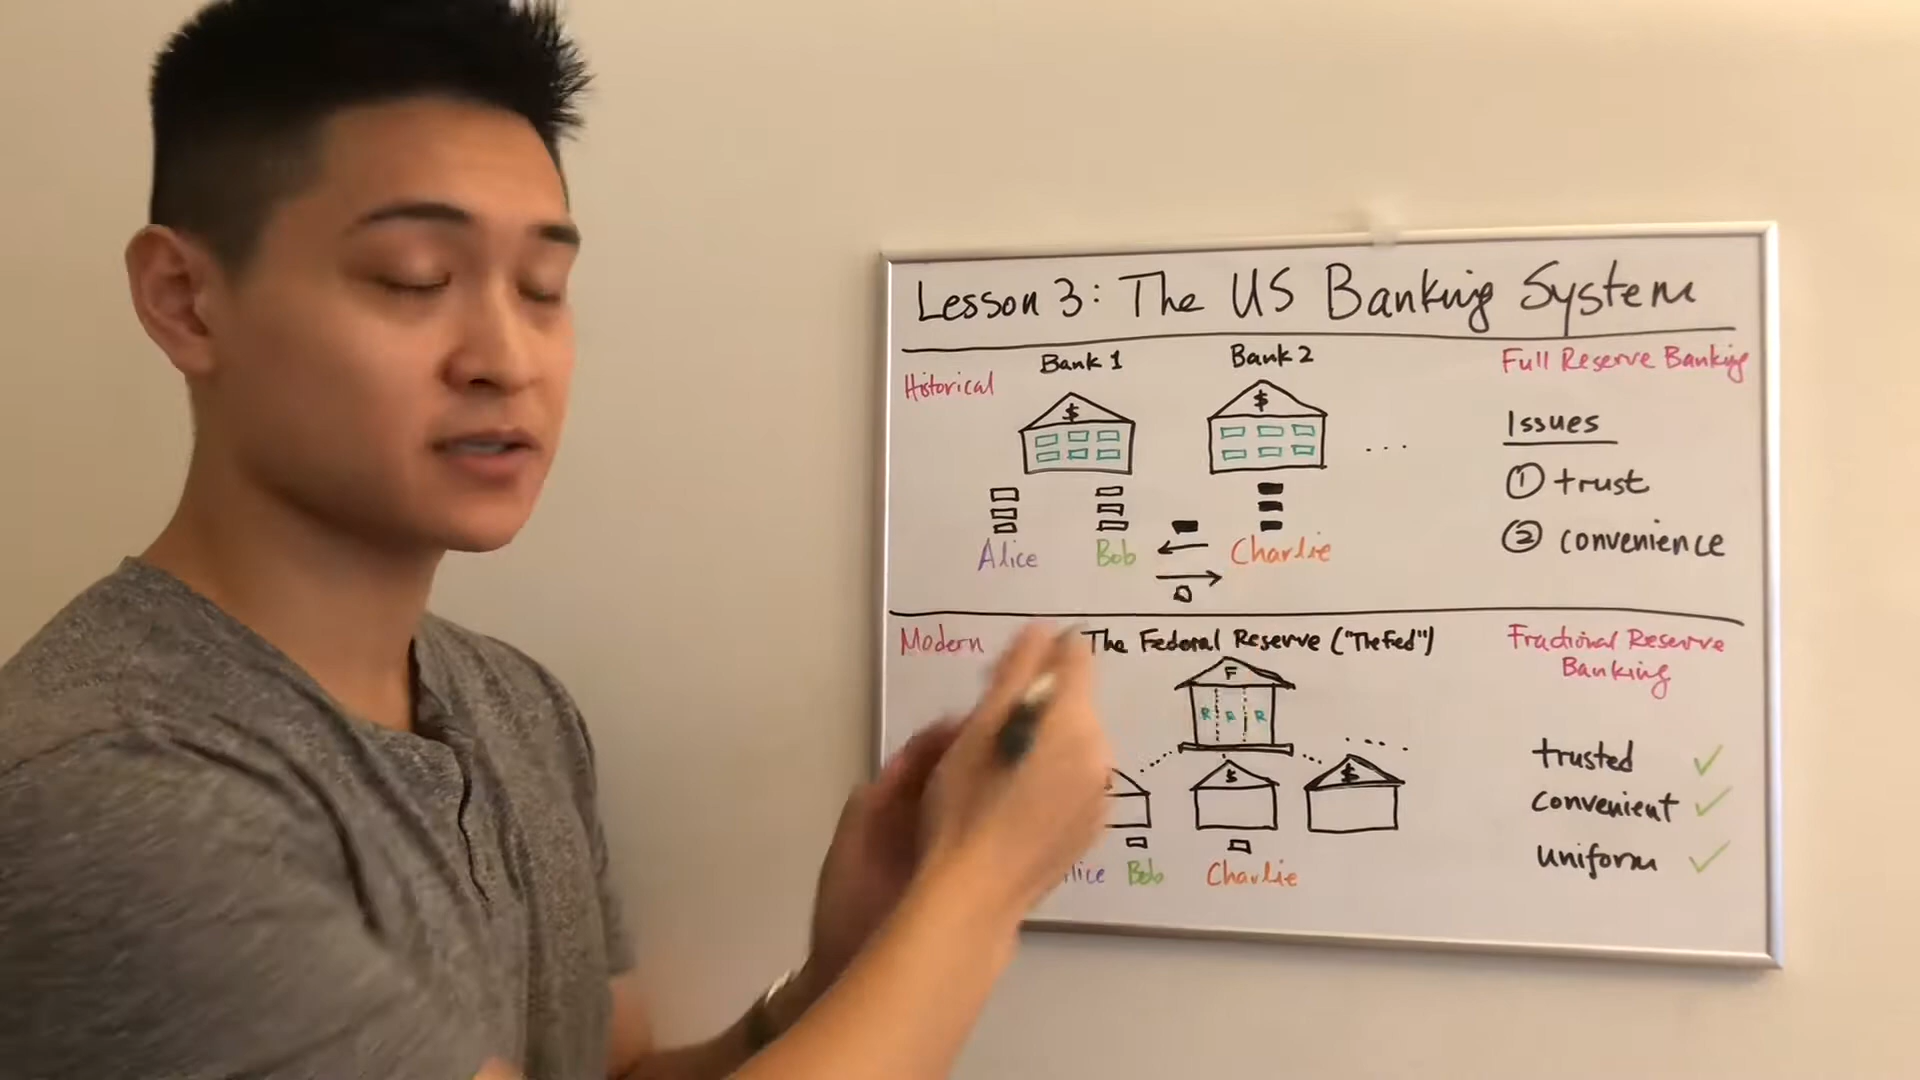 Lesson 3: The US Banking System
Historical
Bank 1
Bank 2
Full Reserve Banking
$
$
. . .
Issues
① trust
② convenience
Alice
Bob
Charlie
Modern
The Federal Reserve ("The Fed")
Fractional Reserve
Banking
F
R R R
$
$
trusted ✓
convenient ✓
uniform ✓
Bob
Charlie